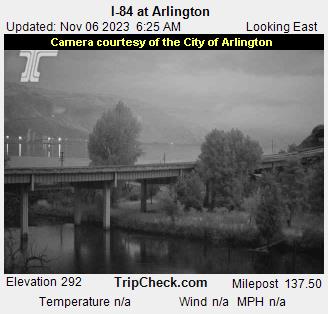 I-84 at Arlington
Updated: Nov 06 2023 6:25 AM Looking East
Camera courtesy of the City of Arlington
Elevation 292 TripCheck.com Milepost 137.50
Temperature n/a Wind n/a MPH n/a